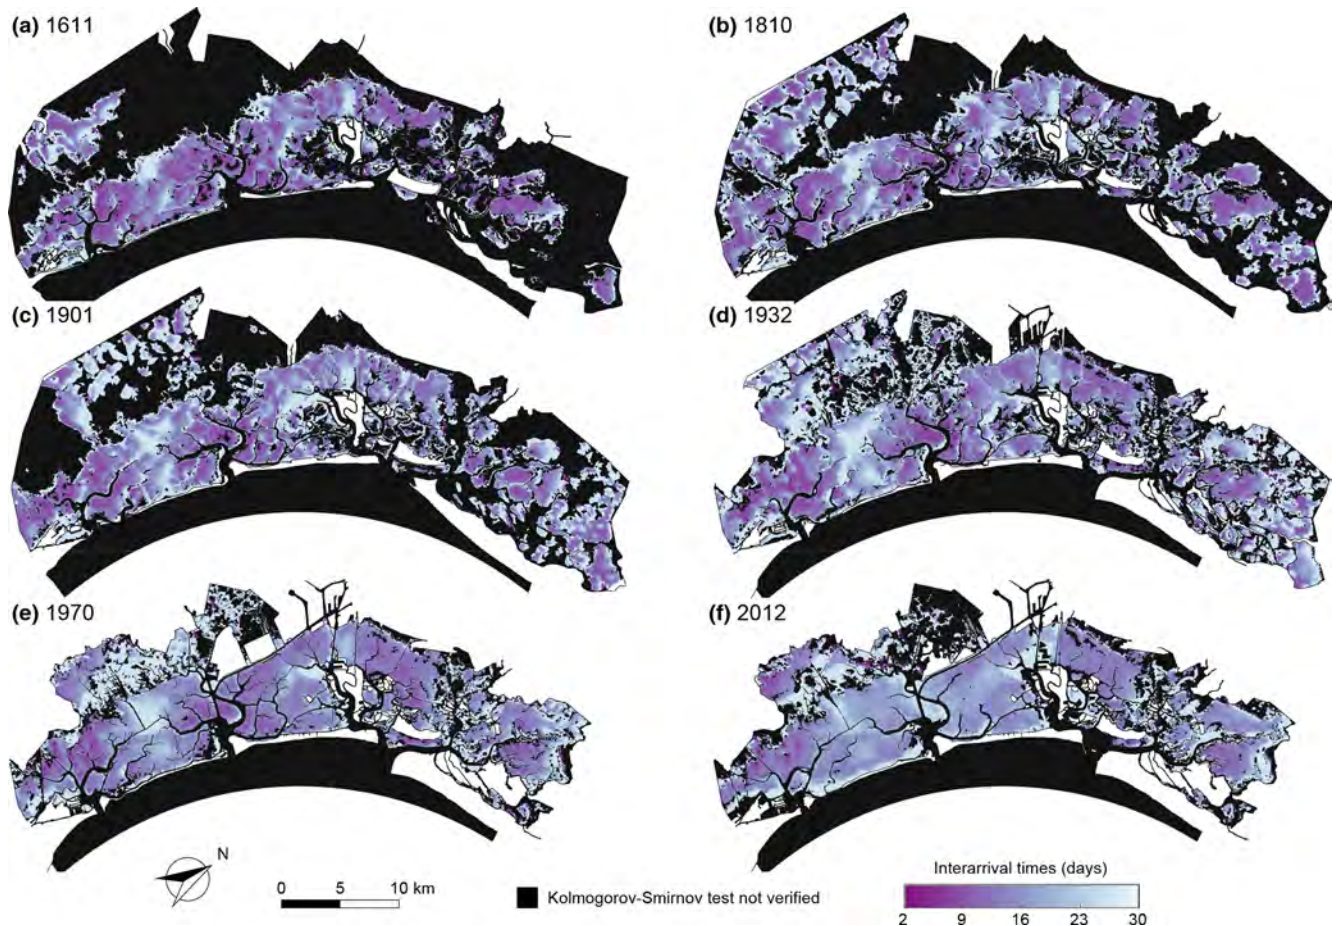 (a) 1611
(b) 1810
(c) 1901
(d) 1932
(e) 1970
(f) 2012
N
0 5 10 km
Kolmogorov-Smirnov test not verified
Interarrival times (days)
2 9 16 23 30